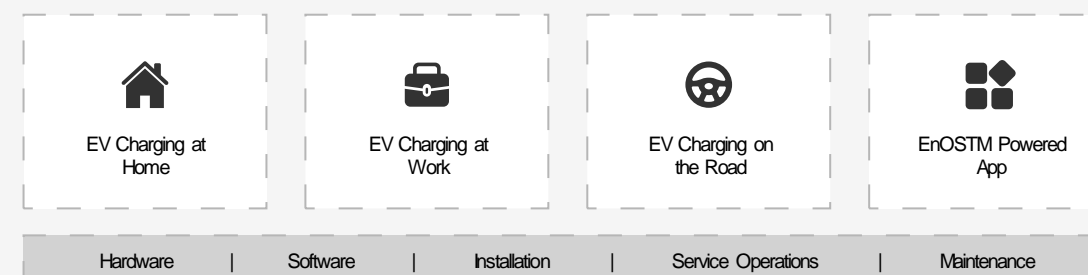 EV Charging at
Home
EV Charging at
Work
EV Charging on
the Road
EnOSTM Powered
App
Hardware | Software | Installation | Service Operations | Maintenance